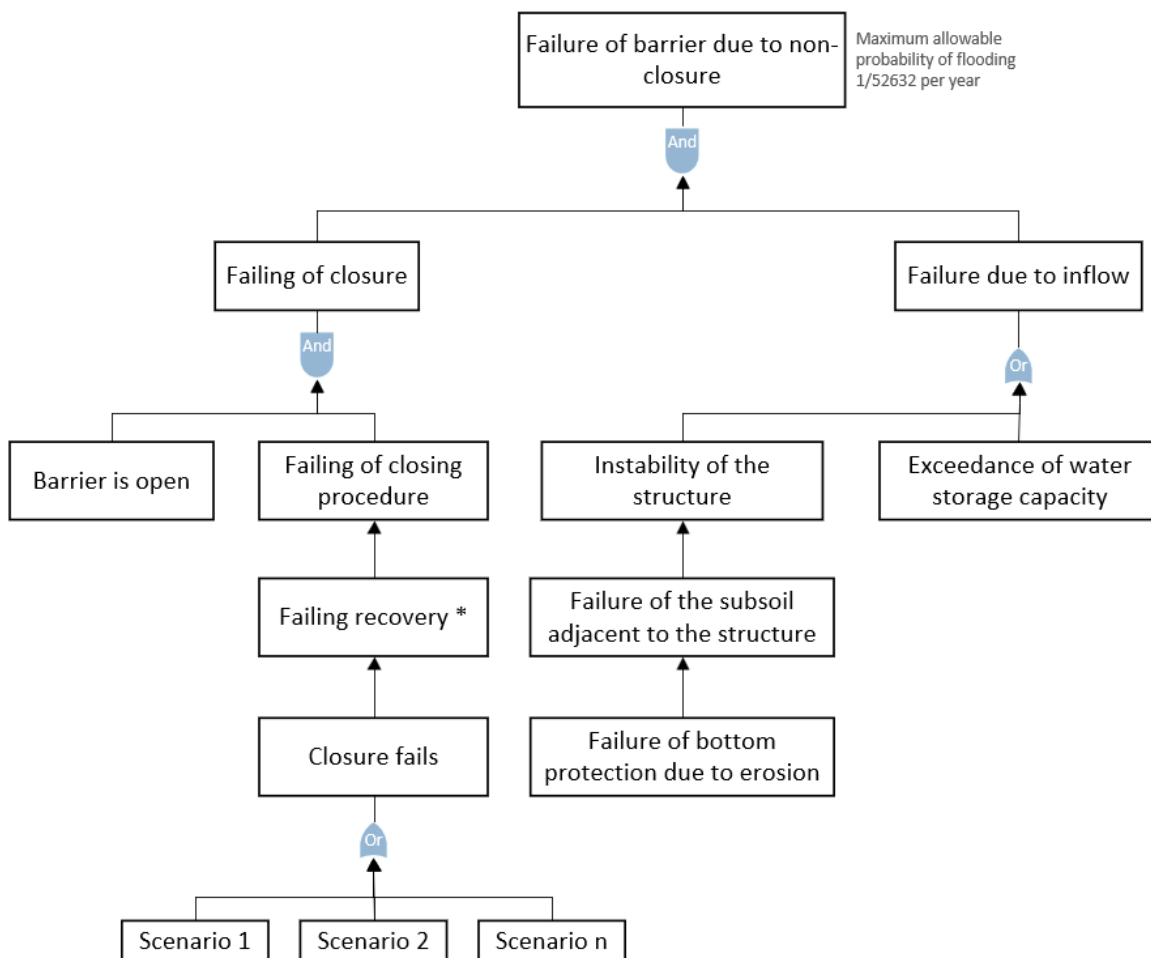 Failure of barrier due to non-
closure
Maximum allowable
probability of flooding
1/52632 per year
And
Failing of closure
Failure due to inflow
And
Or
Barrier is open
Failing of closing
procedure
Instability of the
structure
Exceedance of water
storage capacity
Failing recovery *
Failure of the subsoil
adjacent to the structure
Closure fails
Failure of bottom
protection due to erosion
Or
Scenario 1
Scenario 2
Scenario n